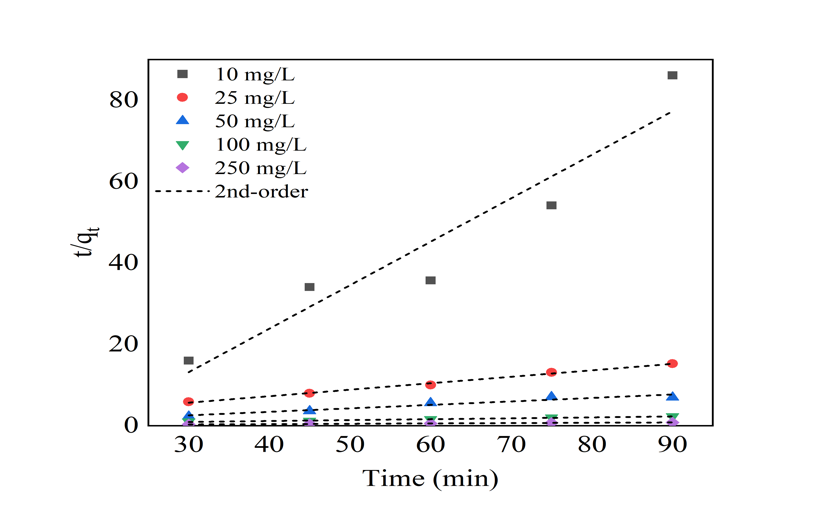 10 mg/L
25 mg/L
50 mg/L
100 mg/L
250 mg/L
2nd-order
t/qt
80
60
40
20
0
30 40 50 60 70 80 90
Time (min)